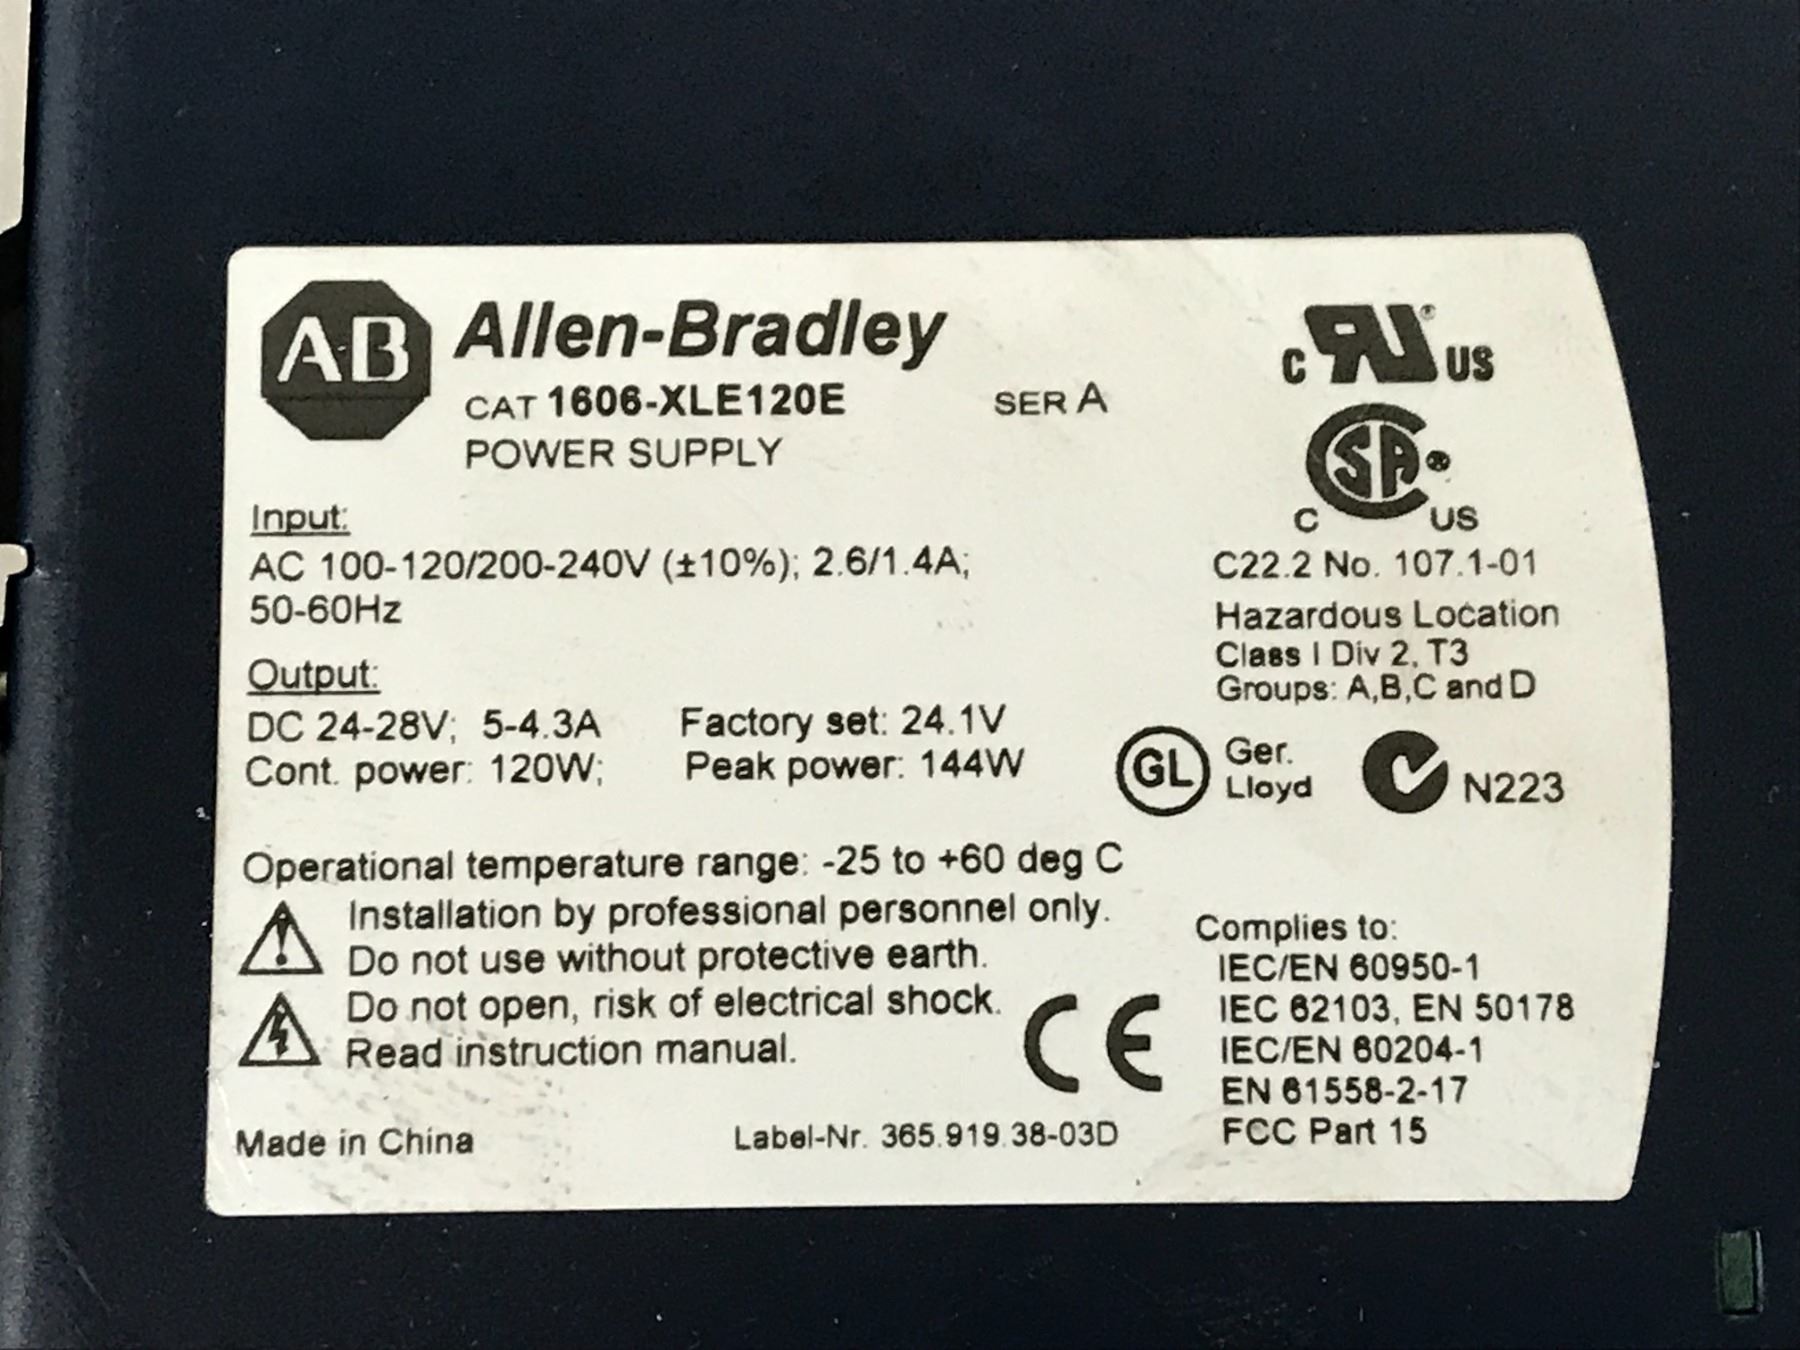 AB Allen-Bradley
CAT 1606-XLE120E SER A
POWER SUPPLY
Input:
AC 100-120/200-240V (±10%); 2.6/1.4A;
50-60Hz
Output:
DC 24-28V; 5-4.3A Factory set: 24.1V
Cont. power: 120W; Peak power: 144W
Operational temperature range: -25 to +60 deg C
Installation by professional personnel only.
Do not use without protective earth.
Do not open, risk of electrical shock.
Read instruction manual.
Made in China
Label-Nr. 365.919.38-03D
CE
C RU® US
C SA® US
C22.2 No. 107.1-01
Hazardous Location
Class I Div 2, T3
Groups: A,B,C and D
GL Ger.
Lloyd
N223
Complies to:
IEC/EN 60950-1
IEC 62103, EN 50178
IEC/EN 60204-1
EN 61558-2-17
FCC Part 15